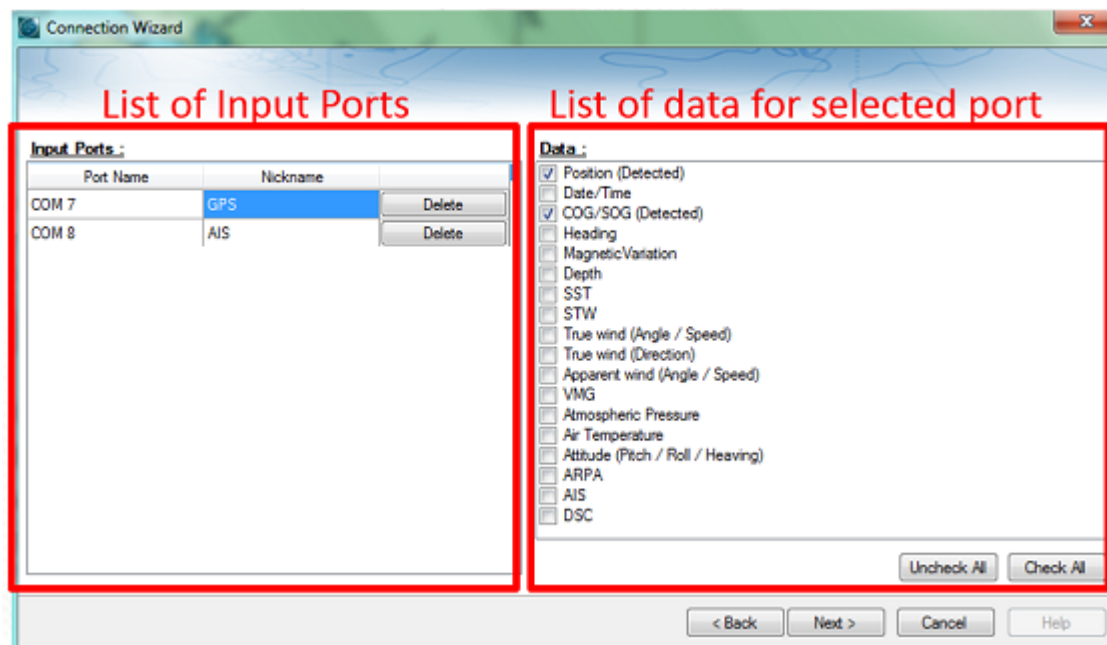 Connection Wizard
List of Input Ports
List of data for selected port
Input Ports :
Port Name Nickname
COM 7 GPS Delete
COM 8 AIS Delete
Data :
Position (Detected)
Date/Time
COG/SOG (Detected)
Heading
MagneticVariation
Depth
SST
STW
True wind (Angle / Speed)
True wind (Direction)
Apparent wind (Angle / Speed)
VMG
Atmospheric Pressure
Air Temperature
Attitude (Pitch / Roll / Heaving)
ARPA
AIS
DSC
Uncheck All Check All
< Back Next > Cancel Help